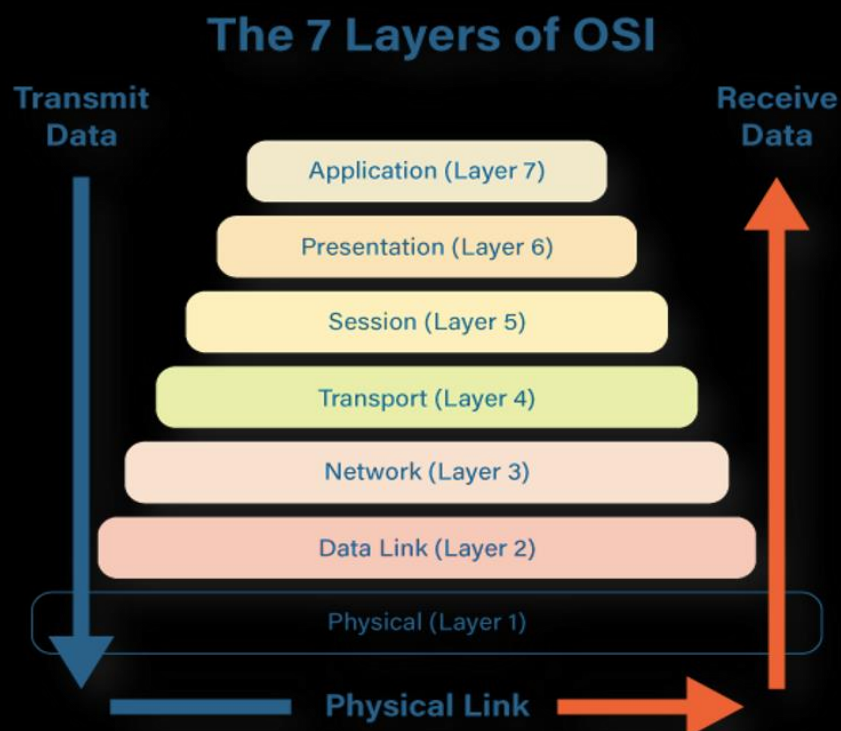 The 7 Layers of OSI
Transmit
Data
Receive
Data
Application (Layer 7)
Presentation (Layer 6)
Session (Layer 5)
Transport (Layer 4)
Network (Layer 3)
Data Link (Layer 2)
Physical (Layer 1)
Physical Link